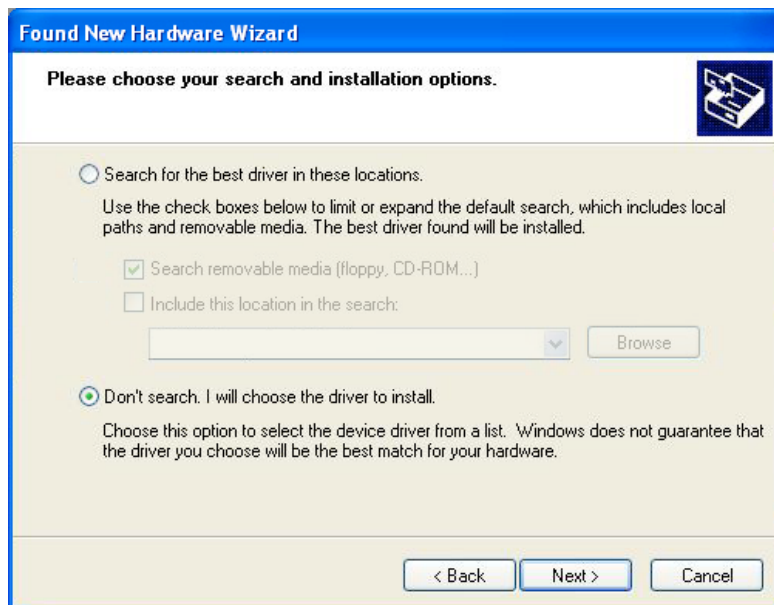 Found New Hardware Wizard
Please choose your search and installation options.
Search for the best driver in these locations.
Use the check boxes below to limit or expand the default search, which includes local
paths and removable media. The best driver found will be installed.
Search removable media (floppy, CD-ROM...)
Include this location in the search:
Browse
Don't search. I will choose the driver to install.
Choose this option to select the device driver from a list.  Windows does not guarantee that
the driver you choose will be the best match for your hardware.
< Back Next > Cancel